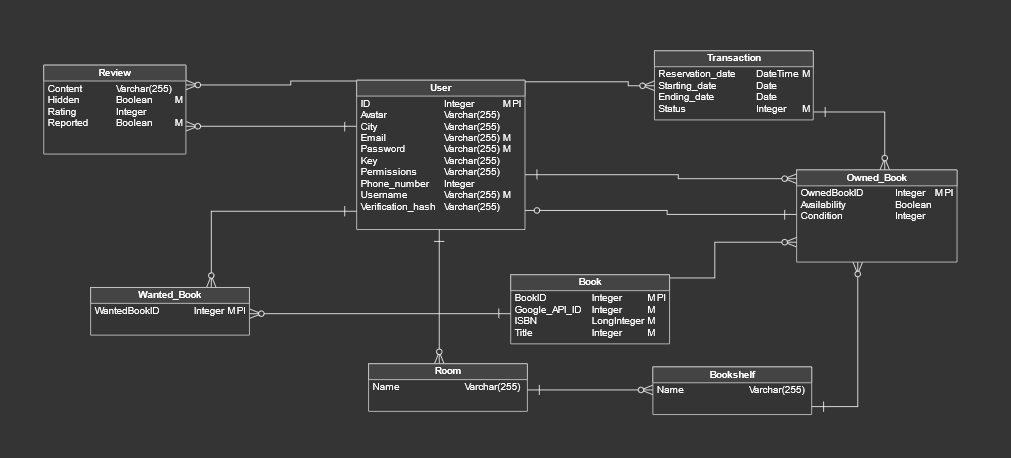 Review
Content Varchar(255)
Hidden Boolean M
Rating Integer
Reported Boolean M
User
ID Integer M PI
Avatar Varchar(255)
City Varchar(255)
Email Varchar(255) M
Password Varchar(255) M
Key Varchar(255)
Permissions Varchar(255)
Phone_number Integer
Username Varchar(255) M
Verification_hash Varchar(255)
Transaction
Reservation_date DateTime M
Starting_date Date
Ending_date Date
Status Integer M
Owned_Book
OwnedBookID Integer M PI
Availability Boolean
Condition Integer
Wanted_Book
WantedBookID Integer M PI
Book
BookID Integer M PI
Google_API_ID Integer M
ISBN LongInteger M
Title Integer M
Room
Name Varchar(255)
Bookshelf
Name Varchar(255)